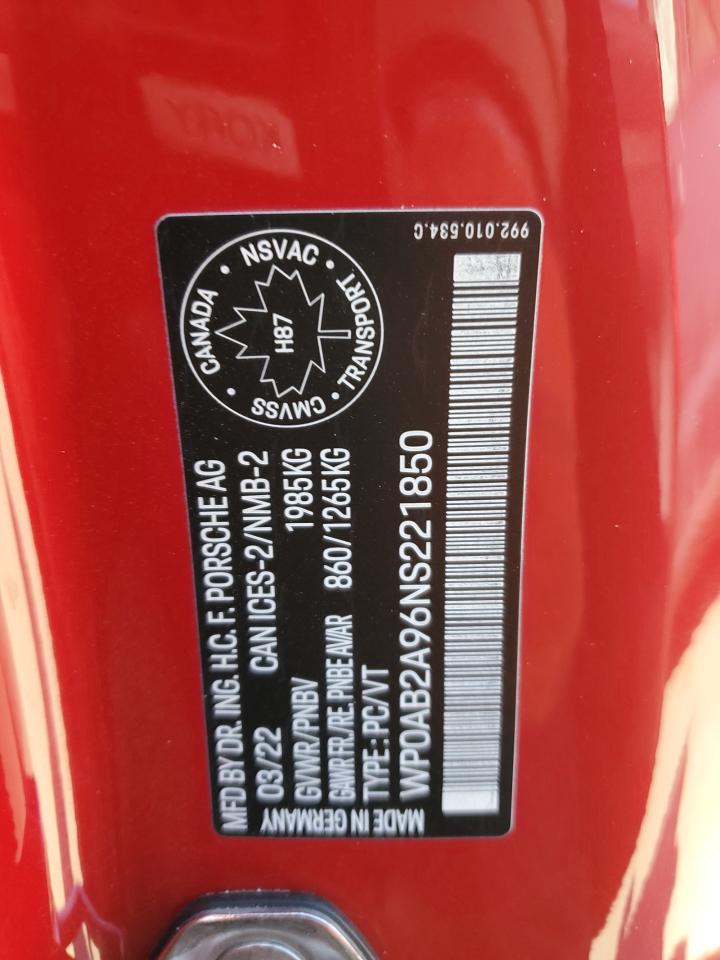 MFD BY DR. ING. H.C. F. PORSCHE AG
03/22 CAN ICES-2/NMB-2
GVWR/PNBV 1985KG
GAWR FR./RE, PNBE AV/AR 860/1265KG
TYPE : PC/VT
MADE IN GERMANY
WP0AB2A96NS221850
992.010.534.C
CANADA • NSVAC • TRANSPORT • CMVSS •
H87